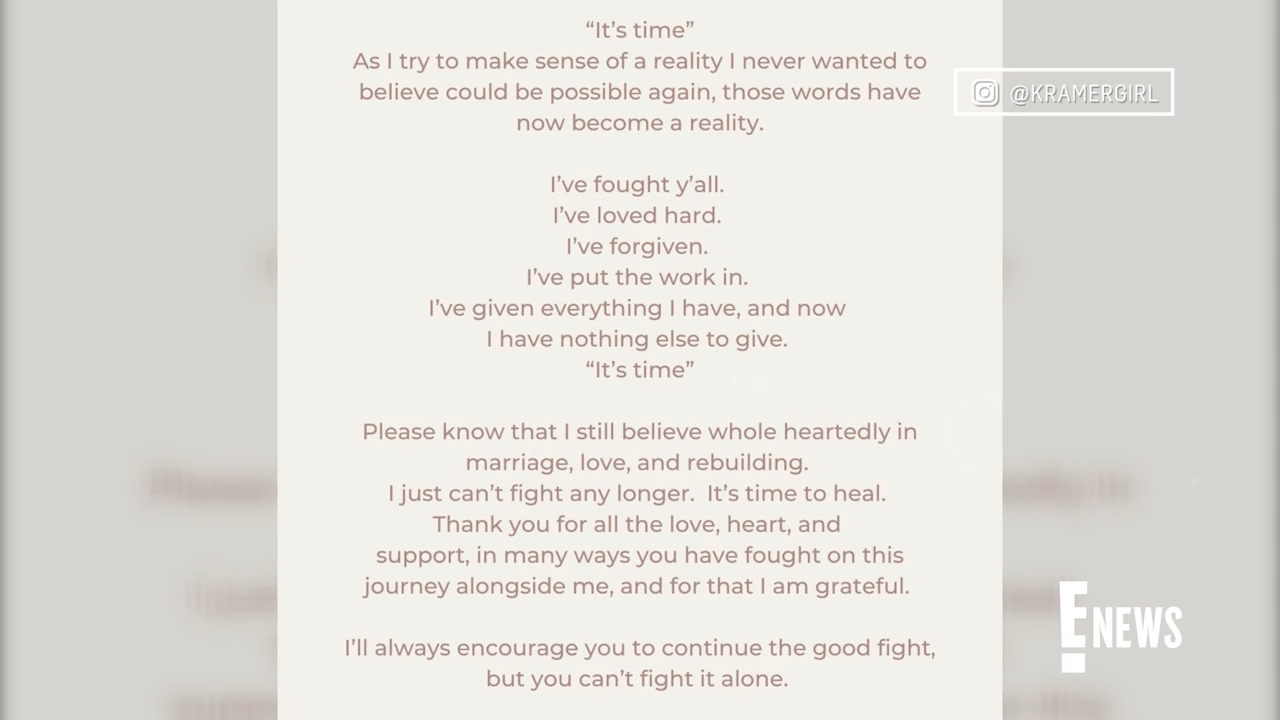 “It’s time”
As I try to make sense of a reality I never wanted to
believe could be possible again, those words have
now become a reality.
@KRAMERGIRL
I’ve fought y’all.
I’ve loved hard.
I’ve forgiven.
I’ve put the work in.
I’ve given everything I have, and now
I have nothing else to give.
“It’s time”
Please know that I still believe whole heartedly in
marriage, love, and rebuilding.
I just can’t fight any longer.  It’s time to heal.
Thank you for all the love, heart, and
support, in many ways you have fought on this
journey alongside me, and for that I am grateful.
I’ll always encourage you to continue the good fight,
but you can’t fight it alone.
E! NEWS